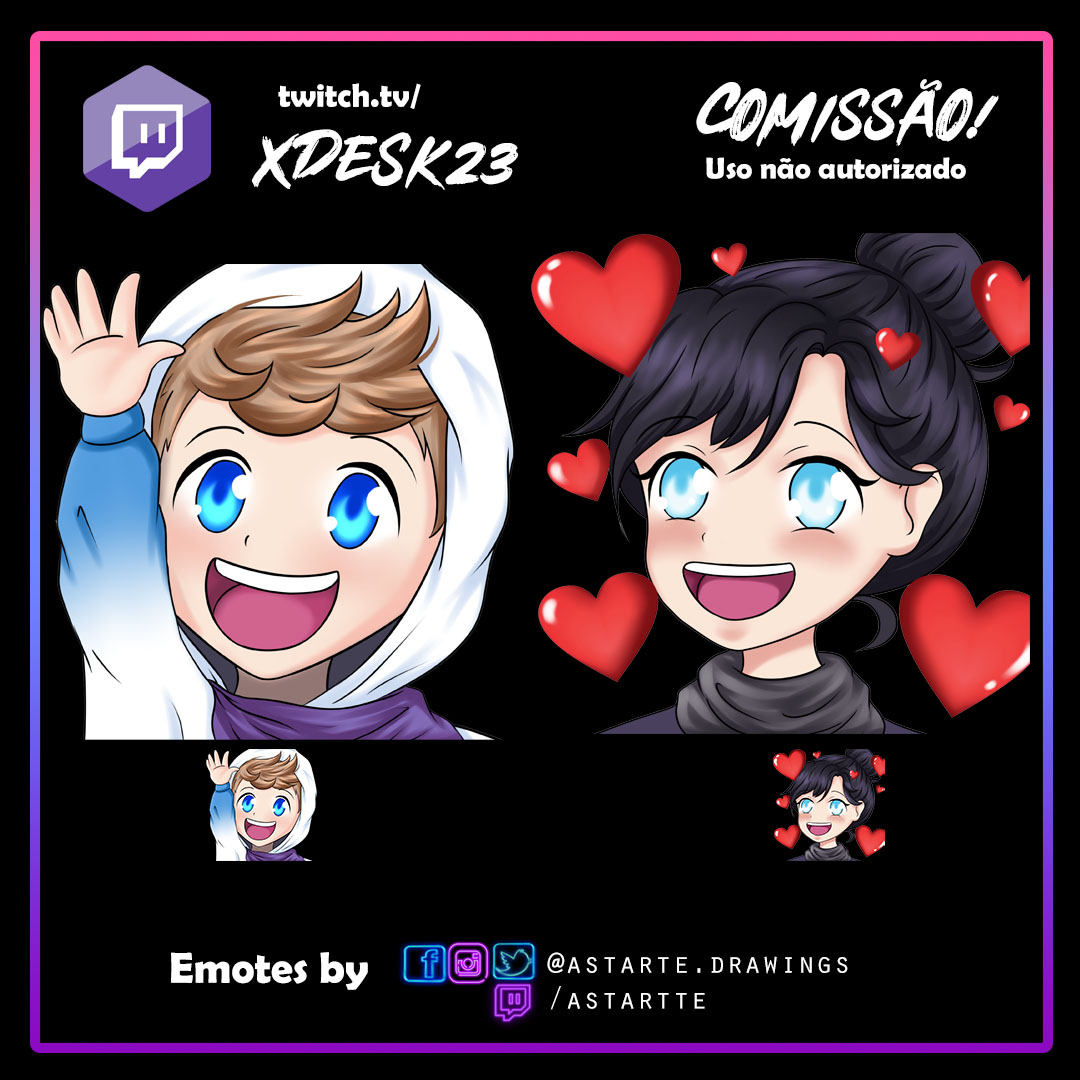 twitch.tv/
XDESK23
COMISSÃO!
Uso não autorizado
Emotes by
@ASTARTE.DRAWINGS
/ASTARTTE